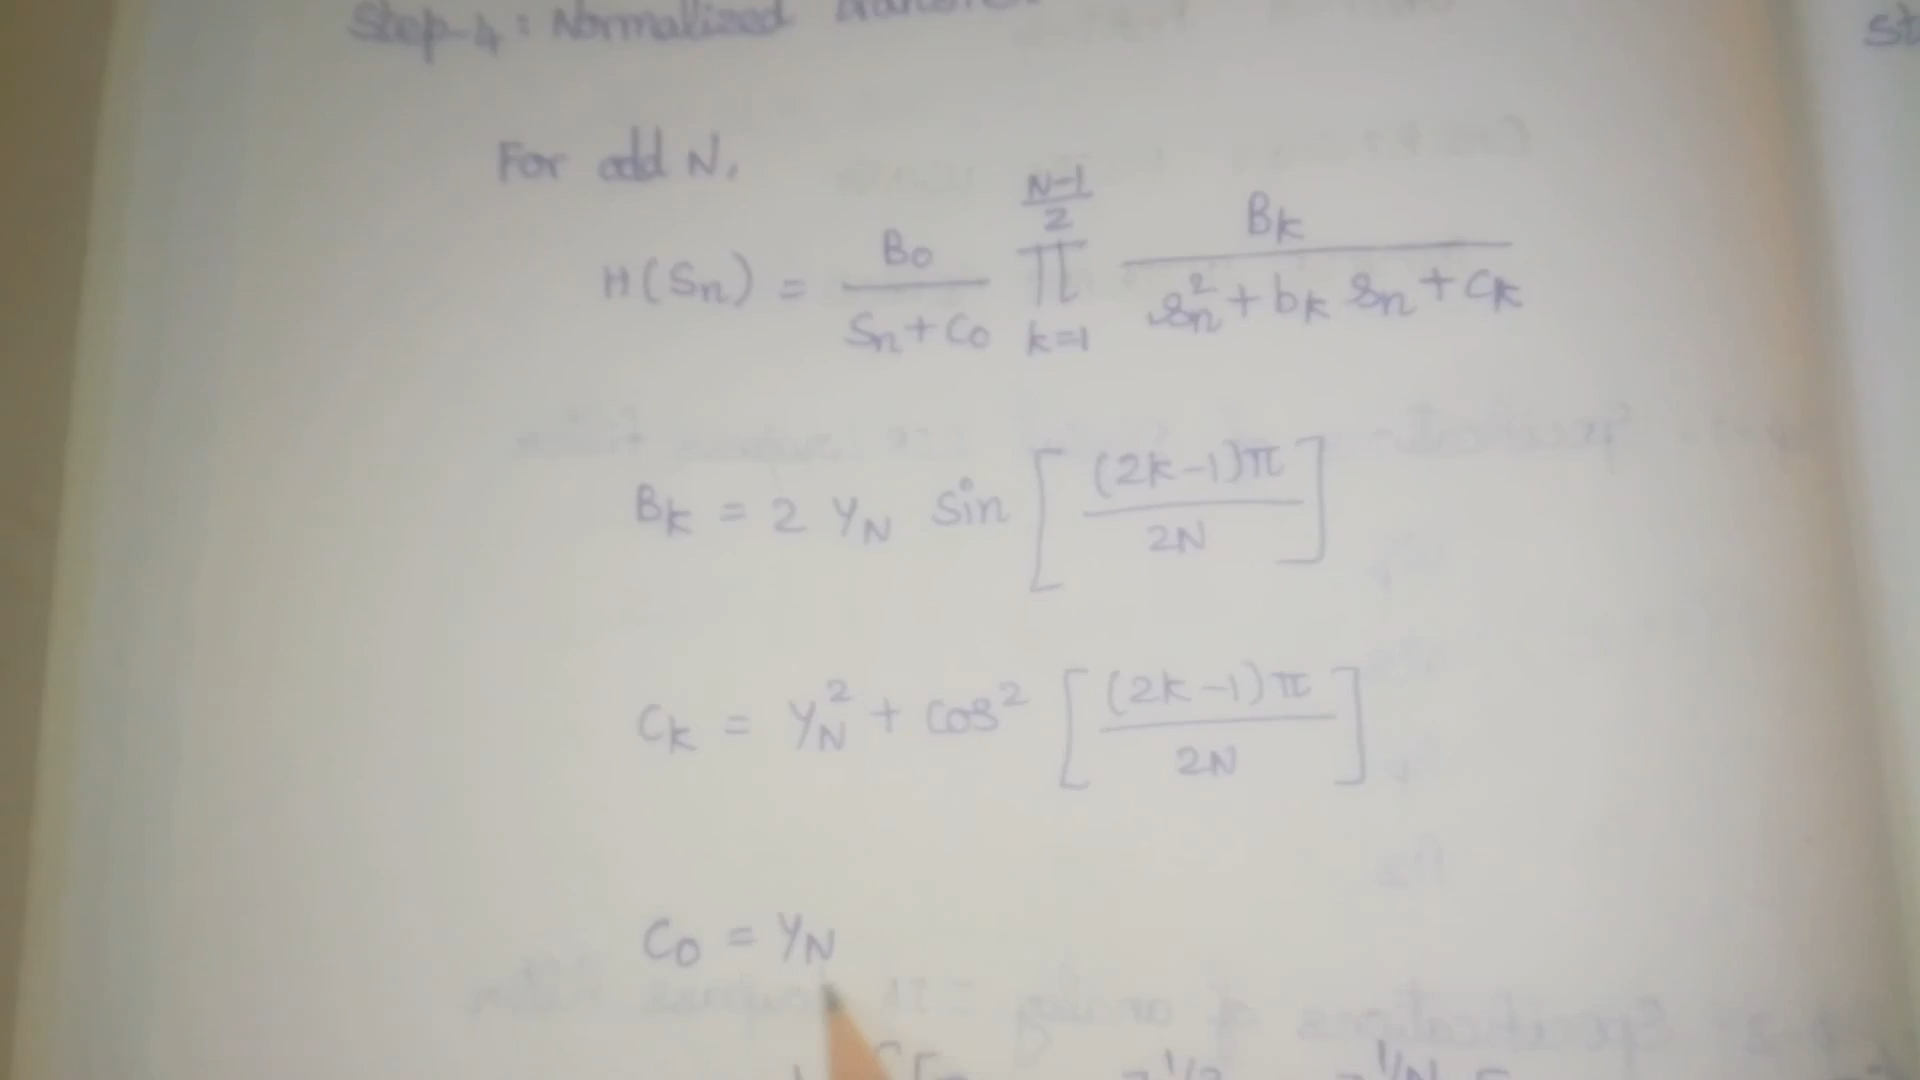 Step-4: Normalized
For odd N,
H(Sn) = B0 / (Sn + C0) ∏ (k=1 to (N-1)/2) Bk / (sn² + bk sn + Ck)
Bk = 2 YN sin [ (2k-1)π / 2N ]
Ck = YN² + cos² [ (2k-1)π / 2N ]
C0 = YN